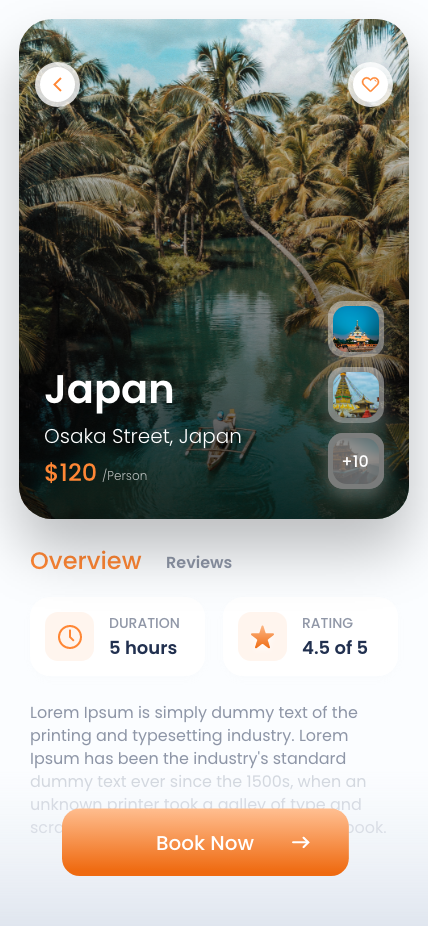 Japan
Osaka Street, Japan
$120 /Person
+10
Overview Reviews
DURATION
5 hours
RATING
4.5 of 5
Lorem Ipsum is simply dummy text of the
printing and typesetting industry. Lorem
Ipsum has been the industry's standard
dummy text ever since the 1500s, when an
unknown printer took a galley of type and
book.
Book Now